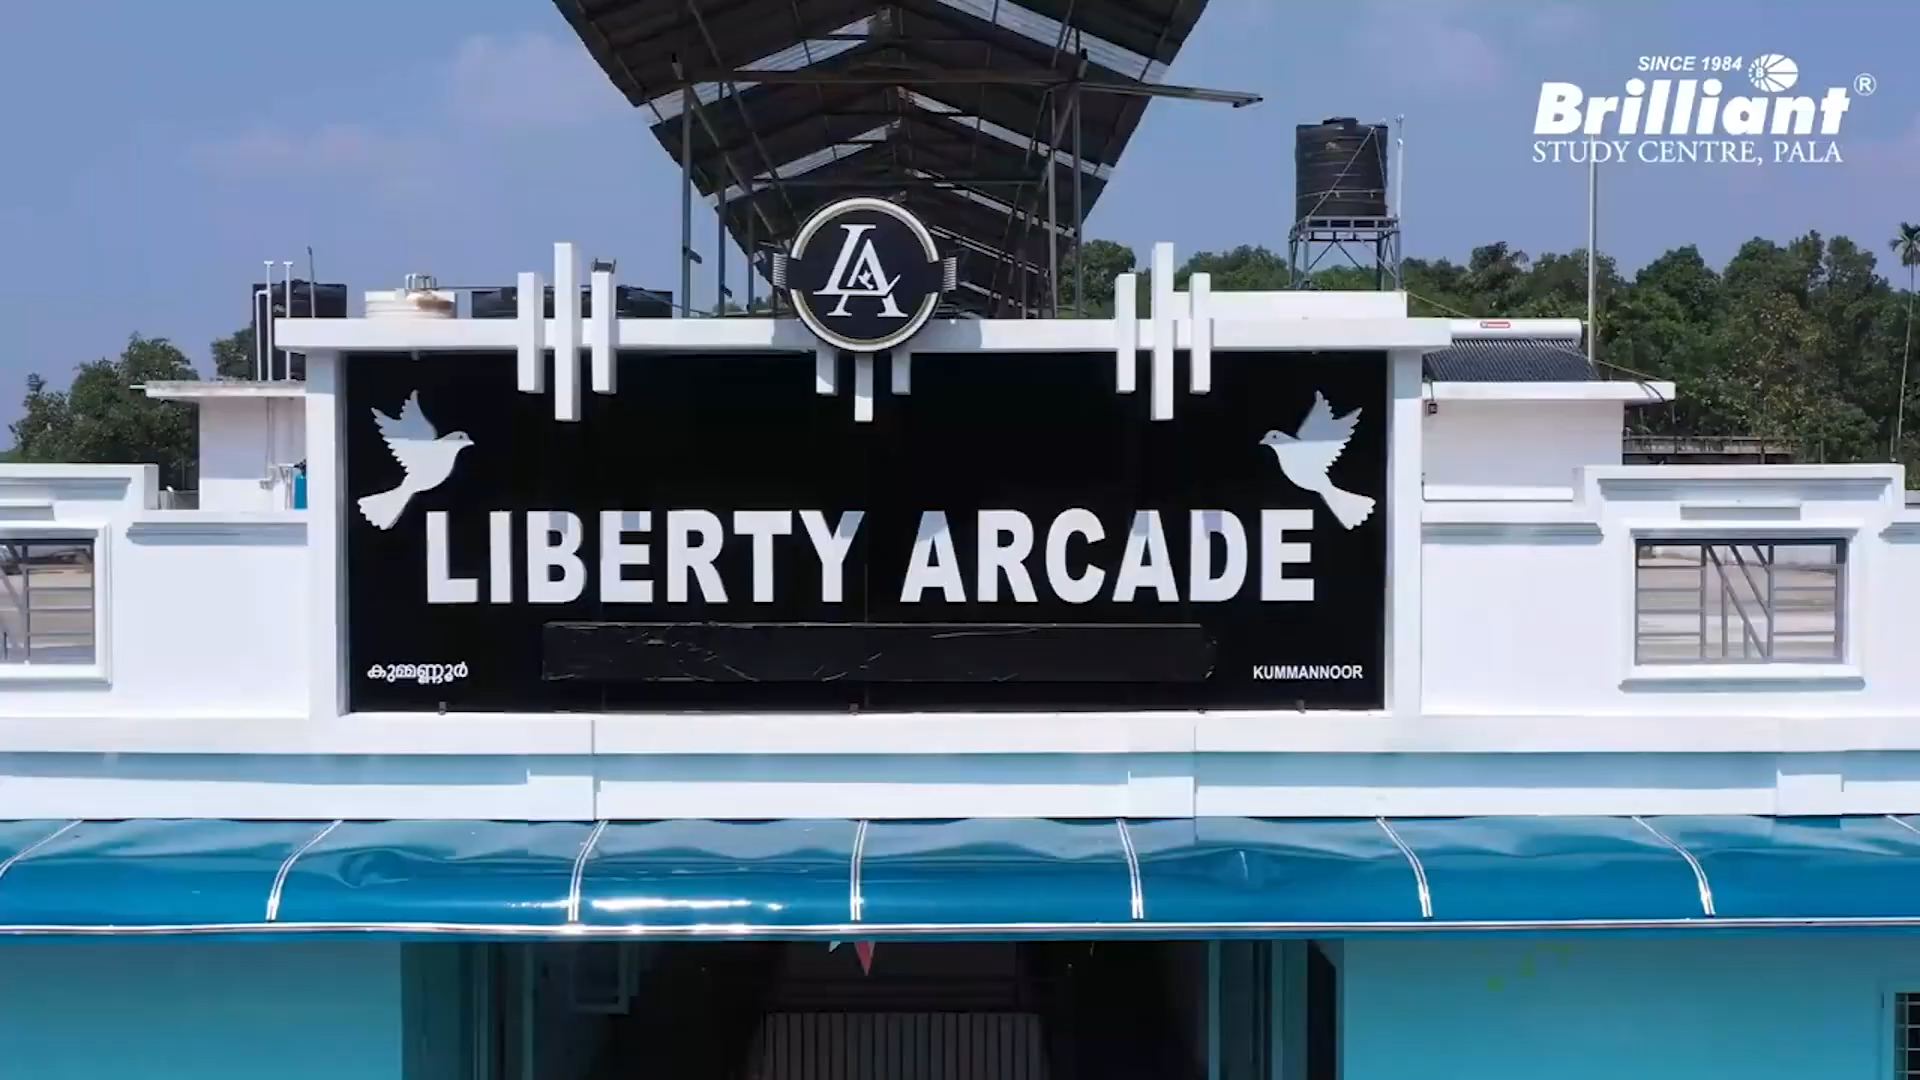 SINCE 1984
Brilliant®
STUDY CENTRE, PALA
LA
LIBERTY ARCADE
കുമ്മണ്ണൂർ
KUMMANNOOR